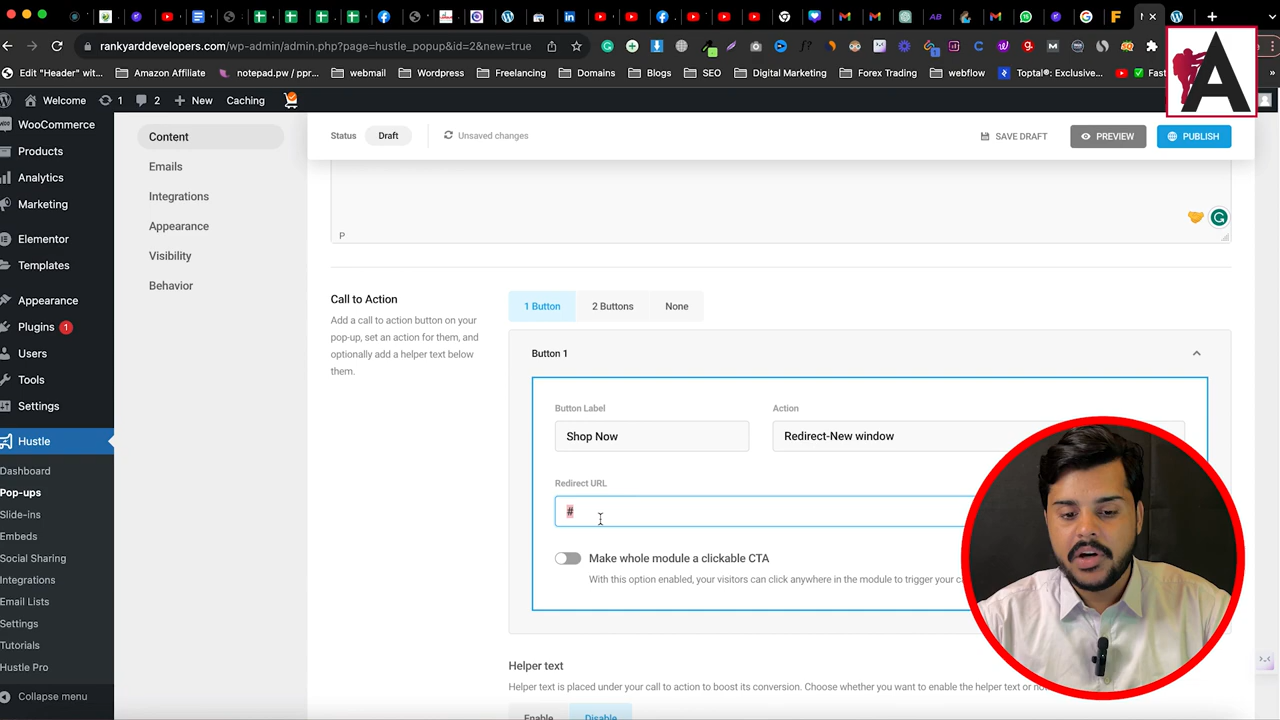 rankyarddevelopers.com/wp-admin/admin.php?page=hustle_popup&id=2&new=true
Edit "Header" wit...
Amazon Affiliate
notepad.pw / ppr...
webmail
Wordpress
Freelancing
Domains
Blogs
SEO
Digital Marketing
Forex Trading
webflow
Toptal®: Exclusive...
Fast
A
Welcome
1
2
New
Caching
WooCommerce
Products
Analytics
Marketing
Elementor
Templates
Appearance
Plugins 1
Users
Tools
Settings
Hustle
Dashboard
Pop-ups
Slide-ins
Embeds
Social Sharing
Integrations
Email Lists
Settings
Tutorials
Hustle Pro
Collapse menu
Content
Emails
Integrations
Appearance
Visibility
Behavior
Status
Draft
Unsaved changes
SAVE DRAFT
PREVIEW
PUBLISH
P
Call to Action
Add a call to action button on your
pop-up, set an action for them, and
optionally add a helper text below
them.
1 Button
2 Buttons
None
Button 1
Button Label
Action
Shop Now
Redirect-New window
Redirect URL
#
Make whole module a clickable CTA
With this option enabled, your visitors can click anywhere in the module to trigger your
Helper text
Helper text is placed under your call to action to boost its conversion. Choose whether you want to enable the helper text or
Enable
Disable